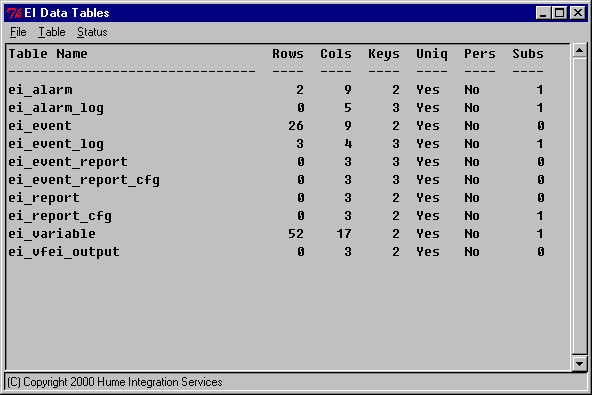 EI Data Tables
File Table Status
Table Name Rows Cols Keys Uniq Pers Subs
------------------------------- ---- ---- ---- ---- ---- ----
ei_alarm 2 9 2 Yes No 1
ei_alarm_log 0 5 3 Yes No 1
ei_event 26 9 2 Yes No 0
ei_event_log 3 4 3 Yes No 1
ei_event_report 0 3 3 Yes No 0
ei_event_report_cfg 0 3 3 Yes No 0
ei_report 0 3 2 Yes No 0
ei_report_cfg 0 3 2 Yes No 1
ei_variable 52 17 2 Yes No 1
ei_vfei_output 0 3 2 Yes No 0
(C) Copyright 2000 Hume Integration Services